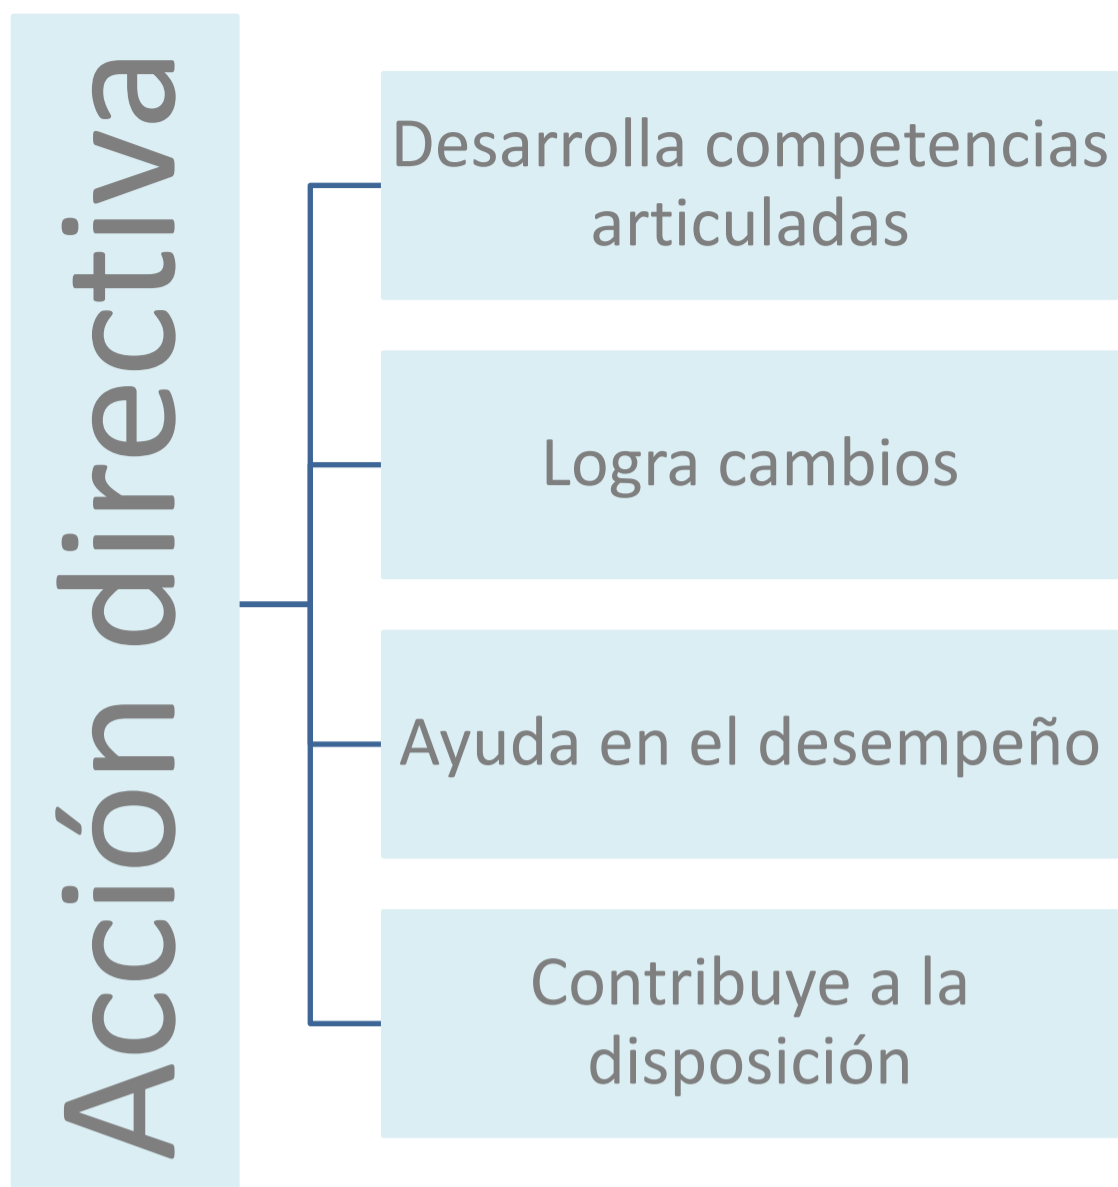 Acción directiva
Desarrolla competencias
articuladas
Logra cambios
Ayuda en el desempeño
Contribuye a la
disposición